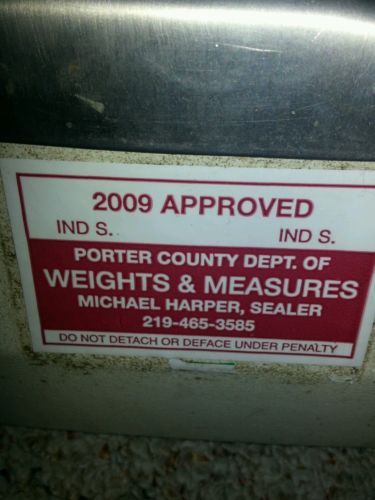 2009 APPROVED
IND S. IND S.
PORTER COUNTY DEPT. OF
WEIGHTS & MEASURES
MICHAEL HARPER, SEALER
219-465-3585
DO NOT DETACH OR DEFACE UNDER PENALTY